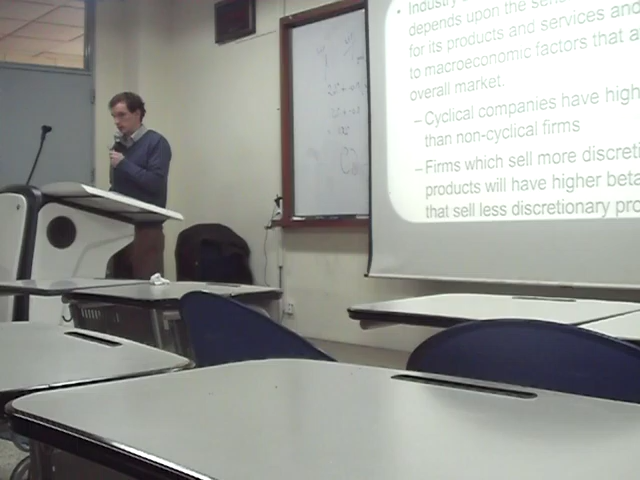 • Industry
depends upon the
for its products and services and
to macroeconomic factors that a
overall market.
– Cyclical companies have high
than non-cyclical firms
– Firms which sell more discreti
products will have higher beta
that sell less discretionary pro